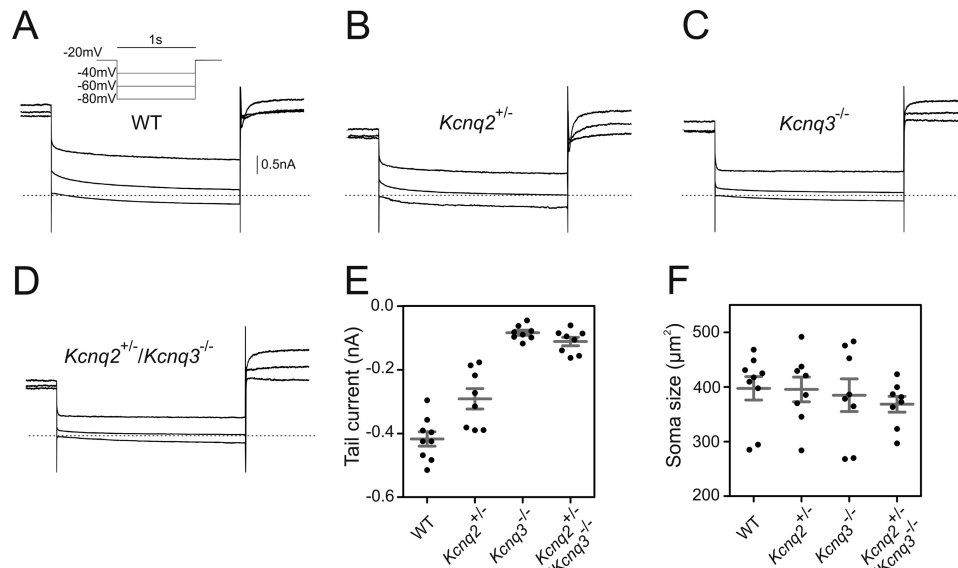 A
B
C
1s
-20mV
-40mV
-60mV
-80mV
WT
Kcnq2+/-
Kcnq3-/-
0.5nA
D
E
F
Kcnq2+/-/Kcnq3-/-
Tail current (nA)
0.0
-0.2
-0.4
-0.6
WT
Kcnq2+/-
Kcnq3-/-
Kcnq2+/-
/Kcnq3-/-
Soma size (µm²)
500
400
300
200
WT
Kcnq2+/-
Kcnq3-/-
Kcnq2+/-
/Kcnq3-/-